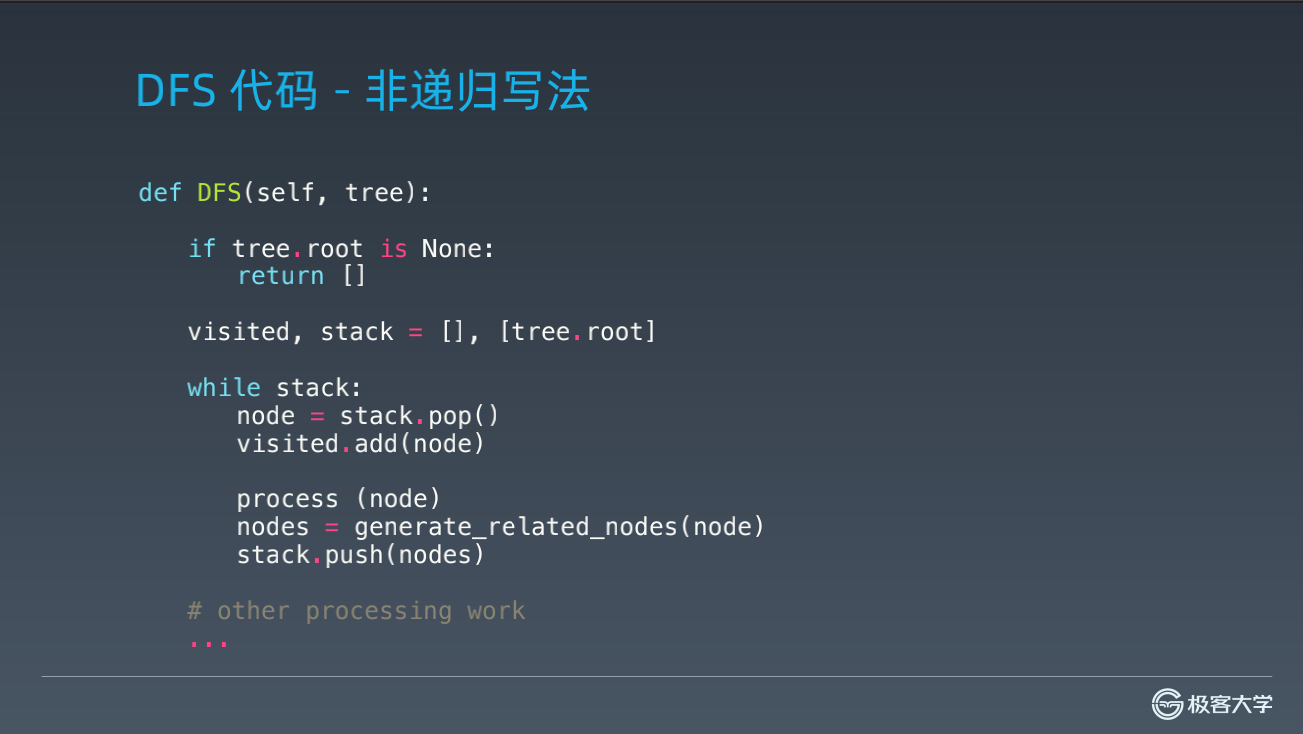 DFS 代码 - 非递归写法
def DFS(self, tree):
if tree.root is None:
return []
visited, stack = [], [tree.root]
while stack:
node = stack.pop()
visited.add(node)
process (node)
nodes = generate_related_nodes(node)
stack.push(nodes)
# other processing work
...
极客大学